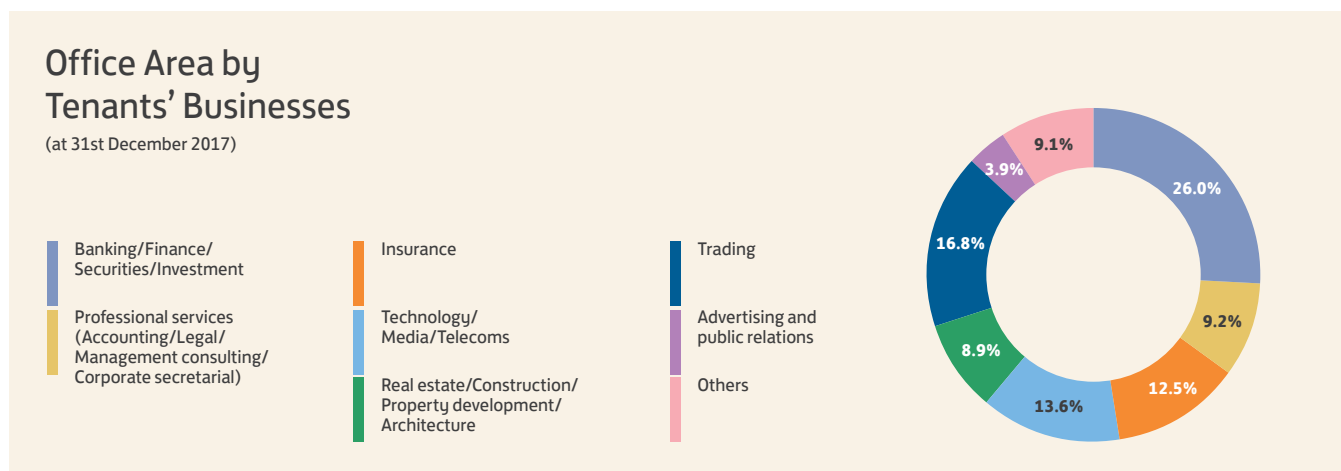 Office Area by
Tenants’ Businesses
(at 31st December 2017)
Banking/Finance/
Securities/Investment
Professional services
(Accounting/Legal/
Management consulting/
Corporate secretarial)
Insurance
Technology/
Media/Telecoms
Real estate/Construction/
Property development/
Architecture
Trading
Advertising and
public relations
Others
26.0%
9.2%
12.5%
13.6%
8.9%
16.8%
3.9%
9.1%